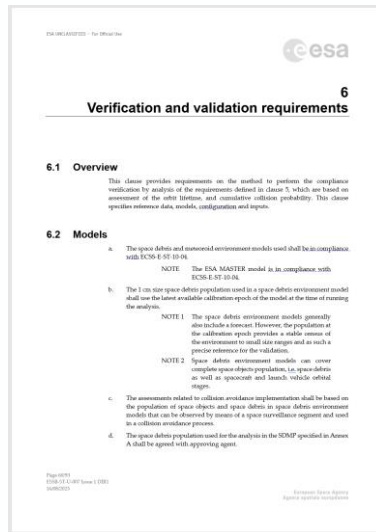 ESA UNCLASSIFIED – For Official Use
esa
6
Verification and validation requirements
6.1 Overview
This clause provides requirements on the method to perform the compliance
verification by analysis of the requirements defined in clause 5, which are based on
assessment of the orbit lifetime, and cumulative collision probability. This clause
specifies reference data, models, configuration and inputs.
6.2 Models
a. The space debris and meteoroid environment models used shall be in compliance
with ECSS-E-ST-10-04.
NOTE The ESA MASTER model is in compliance with
ECSS-E-ST-10-04.
b. The 1 cm size space debris population used in a space debris environment model
shall use the latest available calibration epoch of the model at the time of running
the analysis.
NOTE 1 The space debris environment models generally
also include a forecast. However, the population at
the calibration epoch provides a stable census of
the environment to small size ranges and as such a
precise reference for the validation.
NOTE 2 Space debris environment models can cover
complete space objects population, i.e. space debris
as well as spacecraft and launch vehicle orbital
stages.
c. The assessments related to collision avoidance implementation shall be based on
the population of space objects and space debris in space debris environment
models that can be observed by means of a space surveillance segment and used
in a collision avoidance process.
d. The space debris population used for the analysis in the SDMP specified in Annex
A shall be agreed with approving agent.
European Space Agency
Agence spatiale européenne